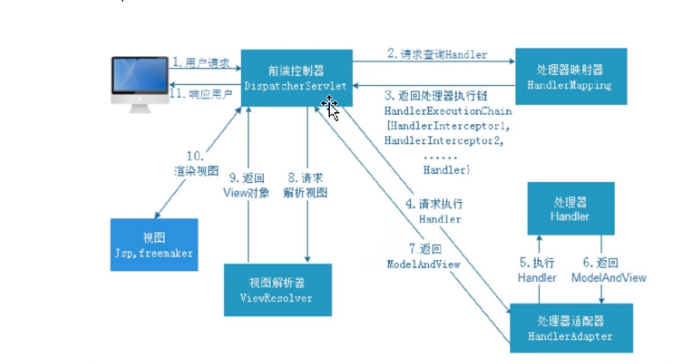 1.用户请求
11.响应用户
前端控制器
DispatcherServlet
2.请求查询Handler
处理器映射器
HandlerMapping
3.返回处理器执行链
HandlerExecutionChain
{HandlerInterceptor1,
HandlerInterceptor2,
......
Handler}
10.
渲染视图
9.返回
View对象
8.请求
解析视图
4.请求执行
Handler
7.返回
ModelAndView
处理器
Handler
5.执行
Handler
6.返回
ModelAndView
视图
Jsp,freemaker
视图解析器
ViewResolver
处理器适配器
HandlerAdapter